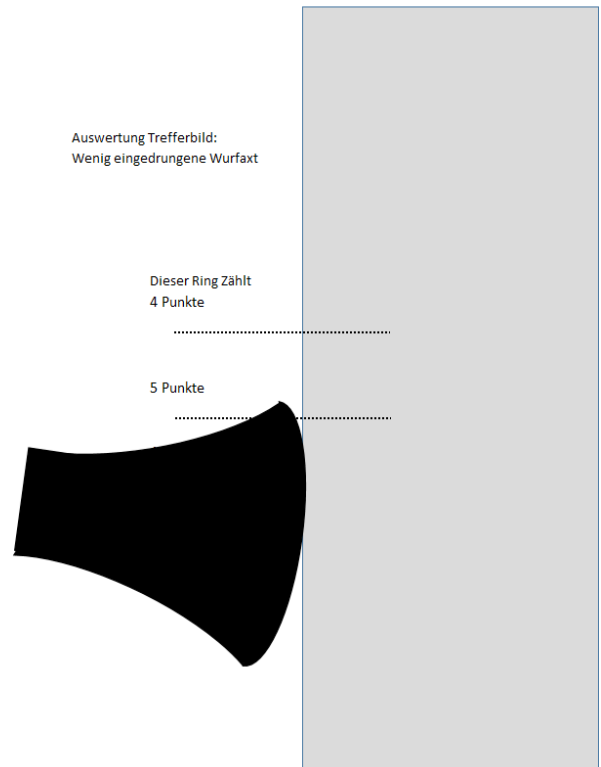 Auswertung Trefferbild:
Wenig eingedrungene Wurfaxt
Dieser Ring Zählt
4 Punkte
5 Punkte